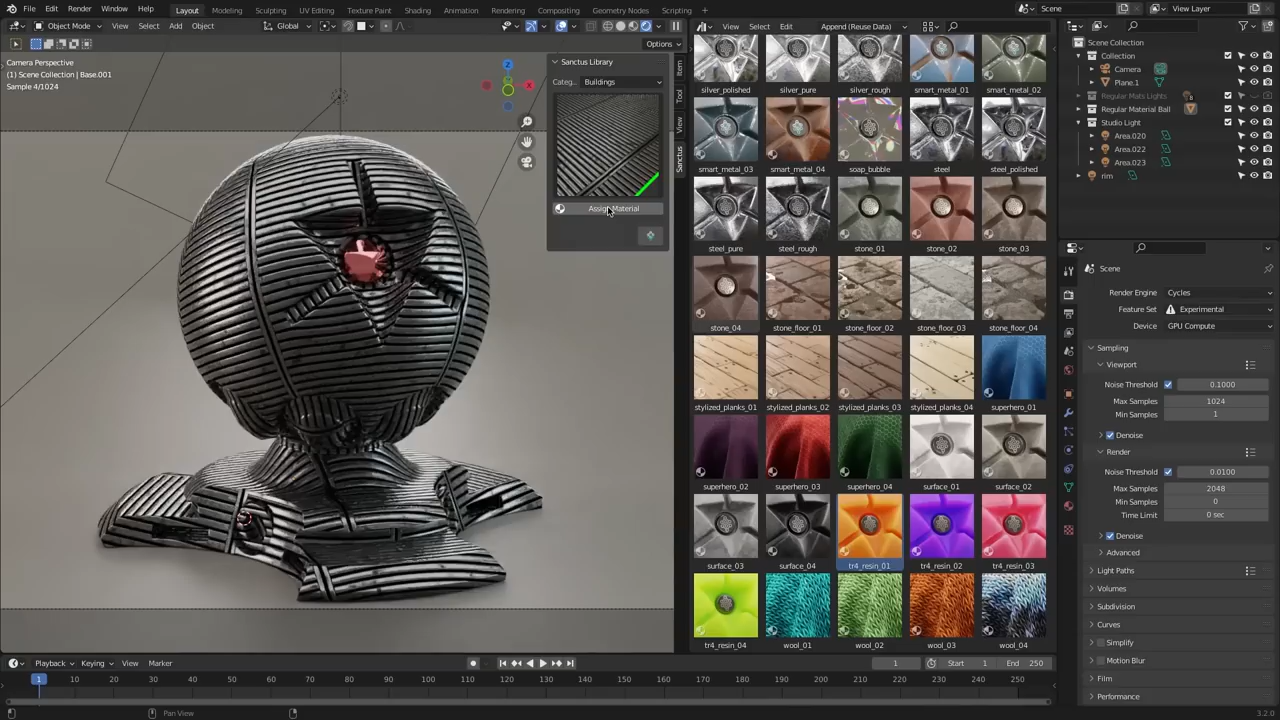 File Edit Render Window Help Layout Modeling Sculpting UV Editing Texture Paint Shading Animation Rendering Compositing Geometry Nodes Scripting Scene View Layer
Object Mode View Select Add Object Global
View Select Edit Append (Reuse Data)
Options
Camera Perspective
(1) Scene Collection | Base.001
Sample 4/1024
Sanctus Library
Categ.. Buildings
Assign Material
Item
Tool
View
Sanctus
silver_polished silver_pure silver_rough smart_metal_01 smart_metal_02
smart_metal_03 smart_metal_04 soap_bubble steel steel_polished
steel_pure steel_rough stone_01 stone_02 stone_03
stone_04 stone_floor_01 stone_floor_02 stone_floor_03 stone_floor_04
stylized_planks_01 stylized_planks_02 stylized_planks_03 stylized_planks_04 superhero_01
superhero_02 superhero_03 superhero_04 surface_01 surface_02
surface_03 surface_04 tr4_resin_01 tr4_resin_02 tr4_resin_03
tr4_resin_04 wool_01 wool_02 wool_03 wool_04
Scene Collection
Collection
Camera
Plane.1
Regular Mats Lights
Regular Material Ball
Studio Light
Area.020
Area.022
Area.023
rim
Scene
Render Engine Cycles
Feature Set Experimental
Device GPU Compute
Sampling
Viewport
Noise Threshold 0.1000
Max Samples 1024
Min Samples 1
Denoise
Render
Noise Threshold 0.0100
Max Samples 2048
Min Samples 0
Time Limit 0 sec
Denoise
Advanced
Light Paths
Volumes
Subdivision
Curves
Simplify
Motion Blur
Film
Performance
Playback Keying View Marker 1 Start 1 End 250
1 10 20 30 40 50 60 70 80 90 100 110 120 130 140 150 160 170 180 190 200 210 220 230 240 250
Pan View 3.2.0